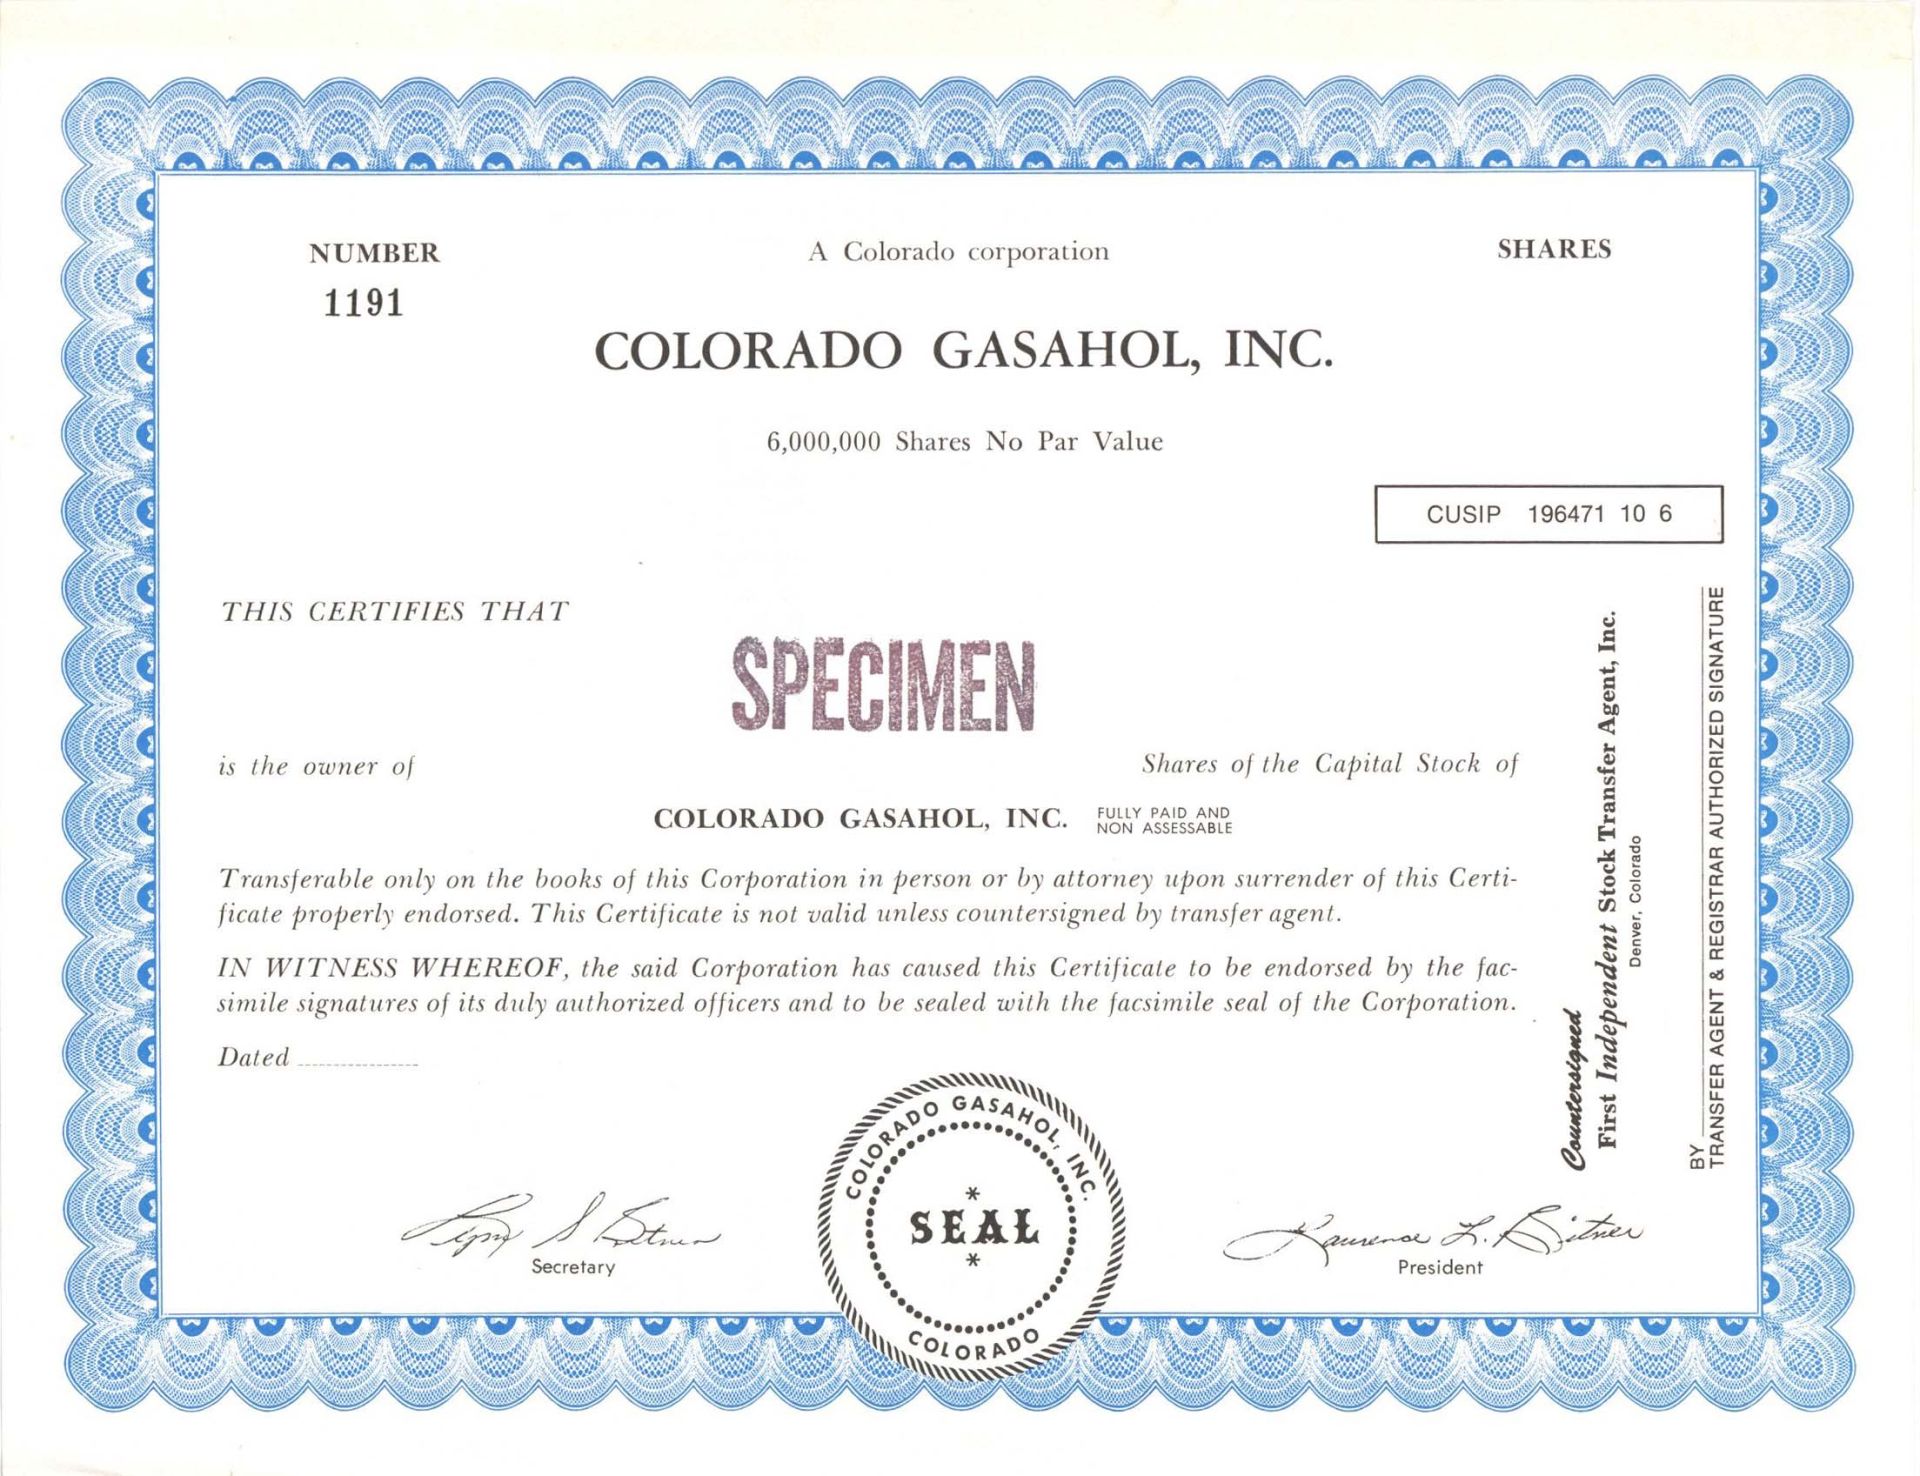 NUMBER
1191
A Colorado corporation
SHARES
COLORADO GASAHOL, INC.
6,000,000 Shares No Par Value
CUSIP 196471 10 6
THIS CERTIFIES THAT
SPECIMEN
is the owner of
Shares of the Capital Stock of
COLORADO GASAHOL, INC. FULLY PAID AND
NON ASSESSABLE
Transferable only on the books of this Corporation in person or by attorney upon surrender of this Certi-
ficate properly endorsed. This Certificate is not valid unless countersigned by transfer agent.
IN WITNESS WHEREOF, the said Corporation has caused this Certificate to be endorsed by the fac-
simile signatures of its duly authorized officers and to be sealed with the facsimile seal of the Corporation.
Dated
Countersigned
First Independent Stock Transfer Agent, Inc.
Denver, Colorado
BY
TRANSFER AGENT & REGISTRAR AUTHORIZED SIGNATURE
COLORADO GASAHOL, INC.
* SEAL *
COLORADO
S Bitner
Secretary
Laurence L. Bitner
President